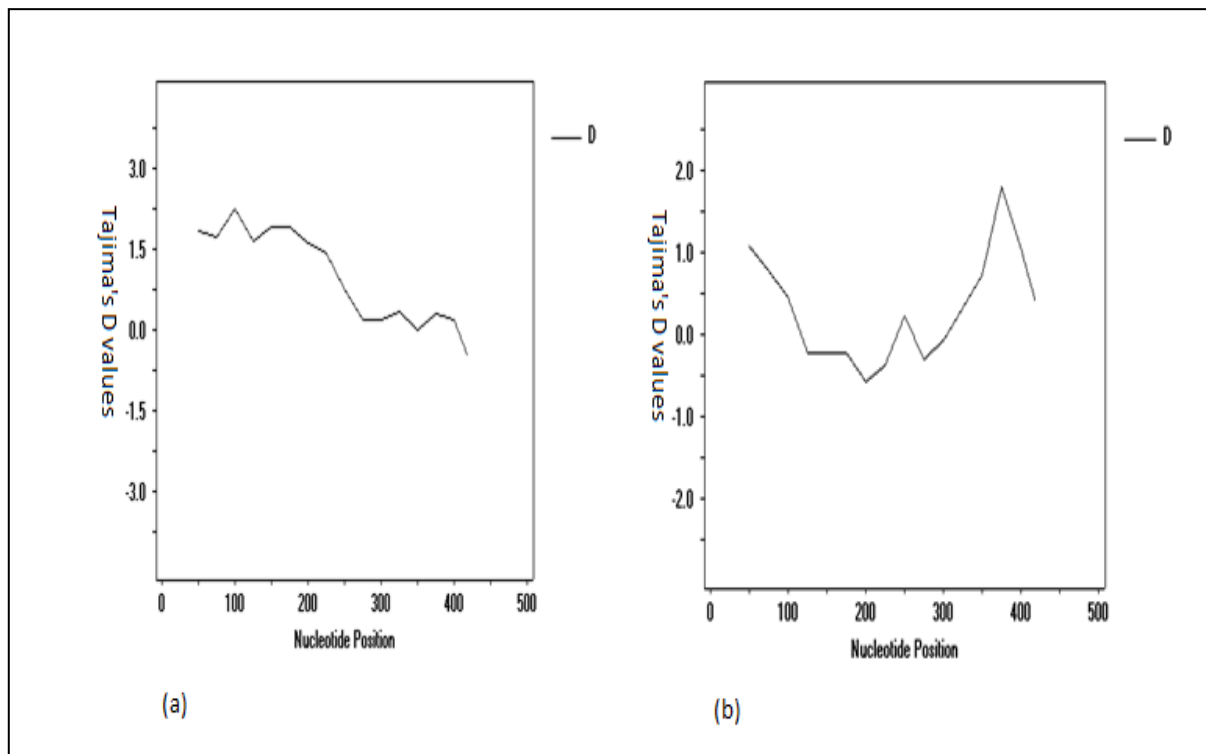 D
3.0
1.5
0.0
-1.5
-3.0
Tajima's D values
0 100 200 300 400 500
Nucleotide Position
(a)
D
2.0
1.0
0.0
-1.0
-2.0
Tajima's D values
0 100 200 300 400 500
Nucleotide Position
(b)